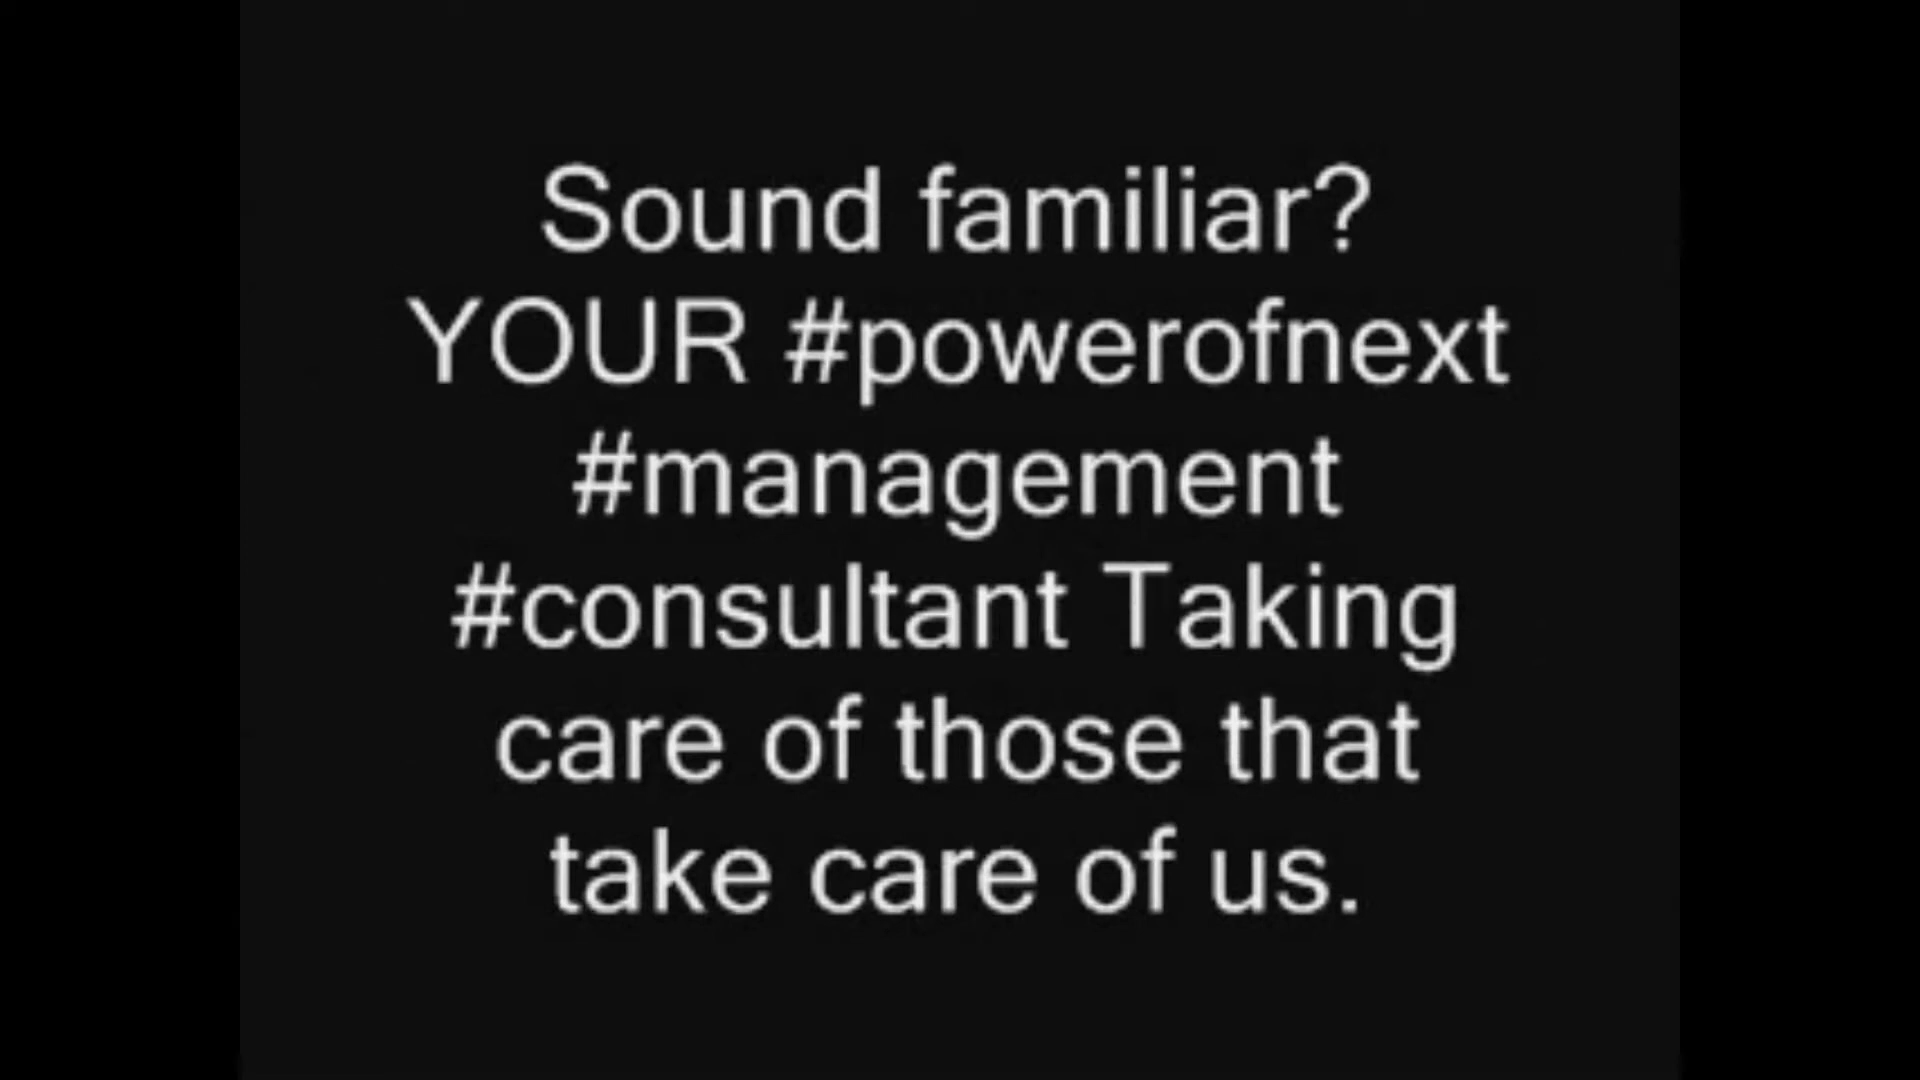 Sound familiar?
YOUR #powerofnext
#management
#consultant Taking
care of those that
take care of us.